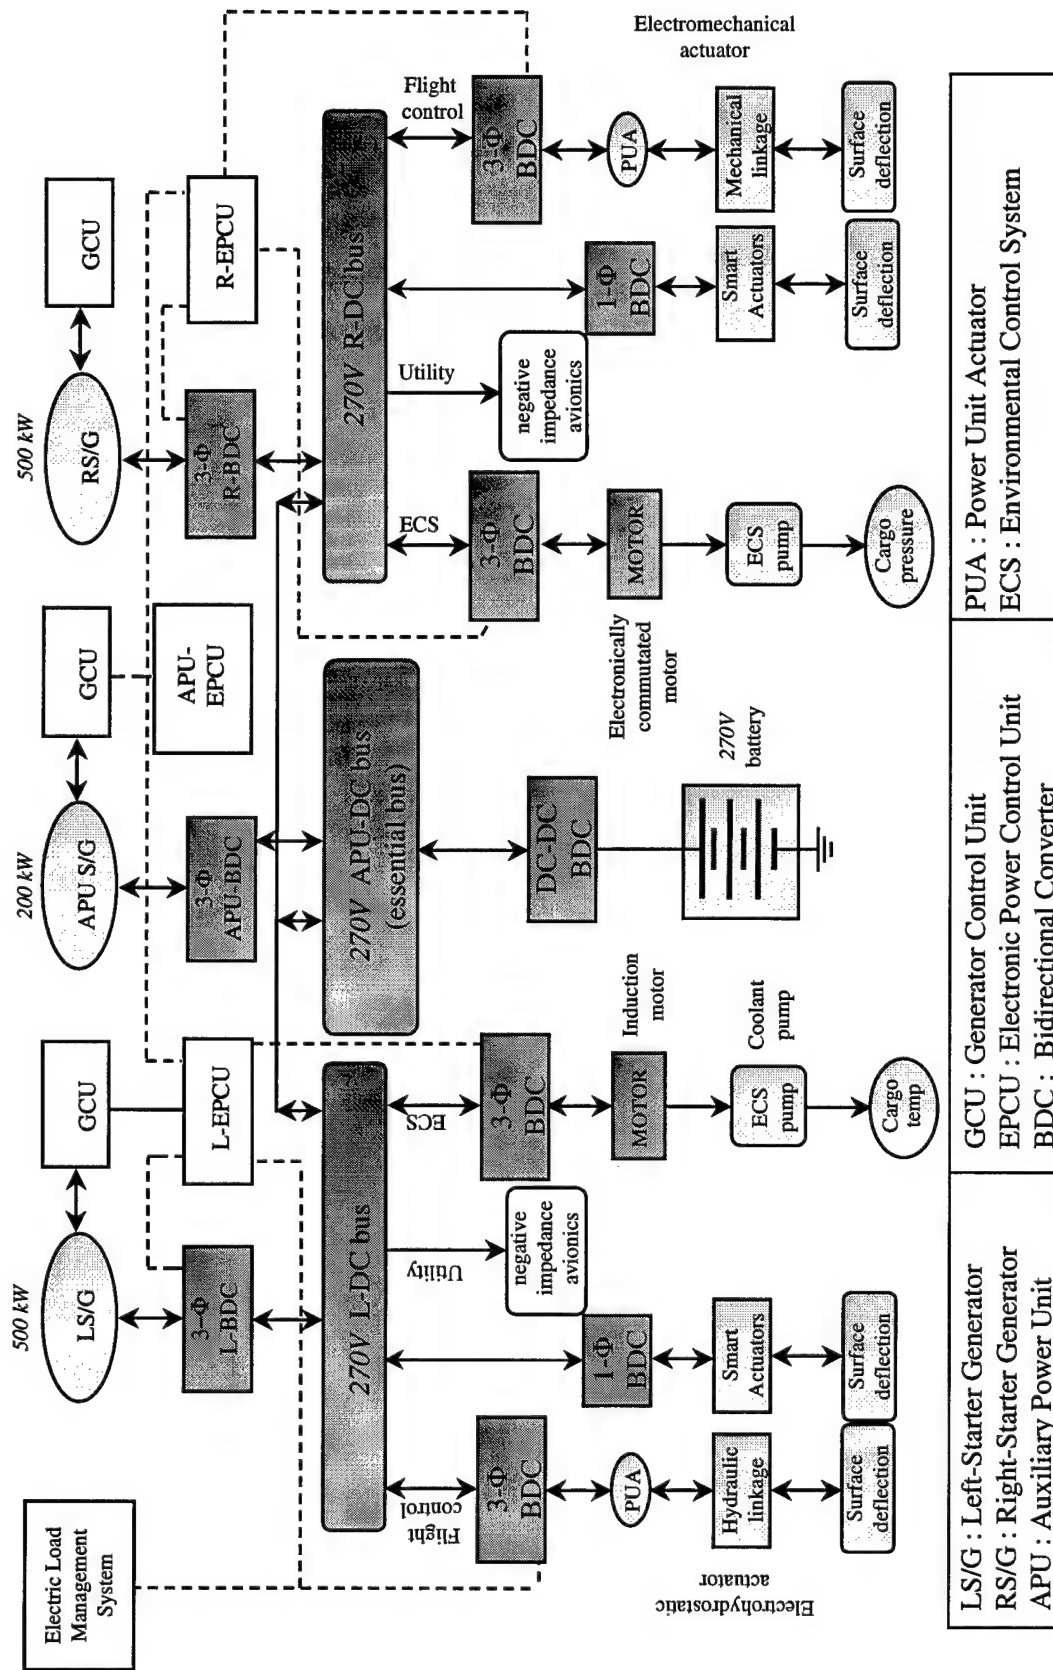 Electric Load
Management
System
500 kW
LS/G
GCU
3-Φ
L-BDC
L-EPCU
200 kW
APU S/G
GCU
3-Φ
APU-BDC
APU-
EPCU
500 kW
RS/G
GCU
3-Φ
R-BDC
R-EPCU
270V L-DC bus
270V APU-DC bus
(essential bus)
270V R-DC bus
Flight
control
3-Φ
BDC
PUA
Hydraulic
linkage
Surface
deflection
Electrohydrostatic
actuator
1-Φ
BDC
Smart
Actuators
Surface
deflection
Utility
negative
impedance
avionics
ECS
3-Φ
BDC
MOTOR
Induction
motor
ECS
pump
Coolant
pump
Cargo
temp
DC-DC
BDC
270V
battery
ECS
3-Φ
BDC
MOTOR
Electronically
commutated
motor
ECS
pump
Cargo
pressure
Utility
negative
impedance
avionics
1-Φ
BDC
Smart
Actuators
Surface
deflection
Flight
control
3-Φ
BDC
PUA
Mechanical
linkage
Surface
deflection
Electromechanical
actuator
LS/G : Left-Starter Generator
RS/G : Right-Starter Generator
APU : Auxiliary Power Unit
GCU : Generator Control Unit
EPCU : Electronic Power Control Unit
BDC : Bidirectional Converter
PUA : Power Unit Actuator
ECS : Environmental Control System